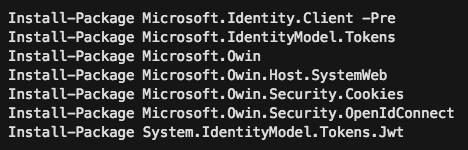 Install-Package Microsoft.Identity.Client -Pre
Install-Package Microsoft.IdentityModel.Tokens
Install-Package Microsoft.Owin
Install-Package Microsoft.Owin.Host.SystemWeb
Install-Package Microsoft.Owin.Security.Cookies
Install-Package Microsoft.Owin.Security.OpenIdConnect
Install-Package System.IdentityModel.Tokens.Jwt